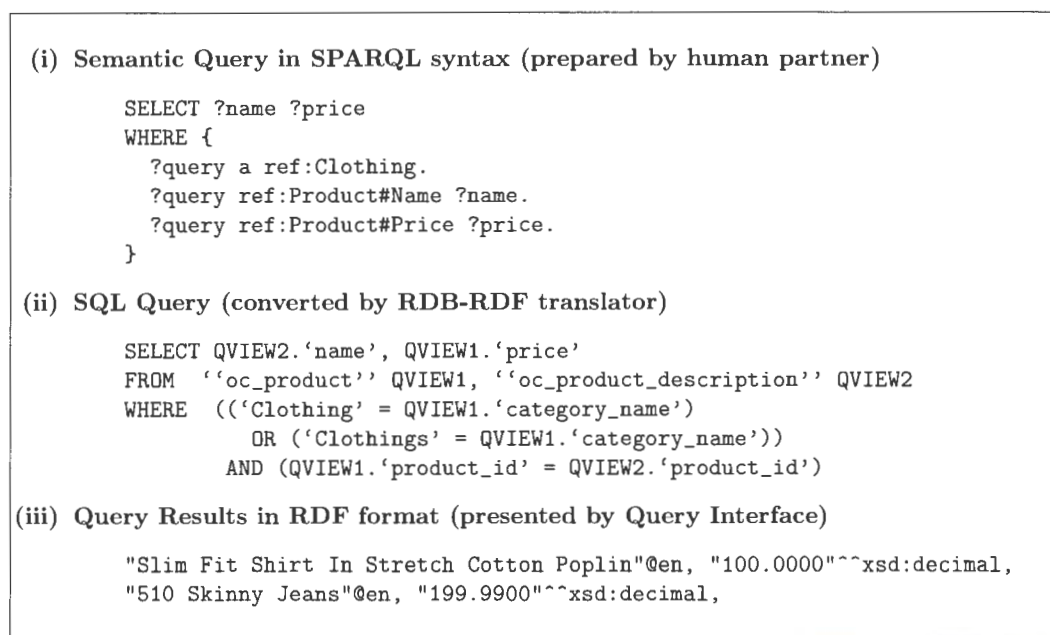 (i) Semantic Query in SPARQL syntax (prepared by human partner)
SELECT ?name ?price
WHERE {
?query a ref:Clothing.
?query ref:Product#Name ?name.
?query ref:Product#Price ?price.
}
(ii) SQL Query (converted by RDB-RDF translator)
SELECT QVIEW2.‘name’, QVIEW1.‘price’
FROM ‘‘oc_product’’ QVIEW1, ‘‘oc_product_description’’ QVIEW2
WHERE ((‘Clothing’ = QVIEW1.‘category_name’)
OR (‘Clothings’ = QVIEW1.‘category_name’))
AND (QVIEW1.‘product_id’ = QVIEW2.‘product_id’)
(iii) Query Results in RDF format (presented by Query Interface)
"Slim Fit Shirt In Stretch Cotton Poplin"@en, "100.0000"^^xsd:decimal,
"510 Skinny Jeans"@en, "199.9900"^^xsd:decimal,